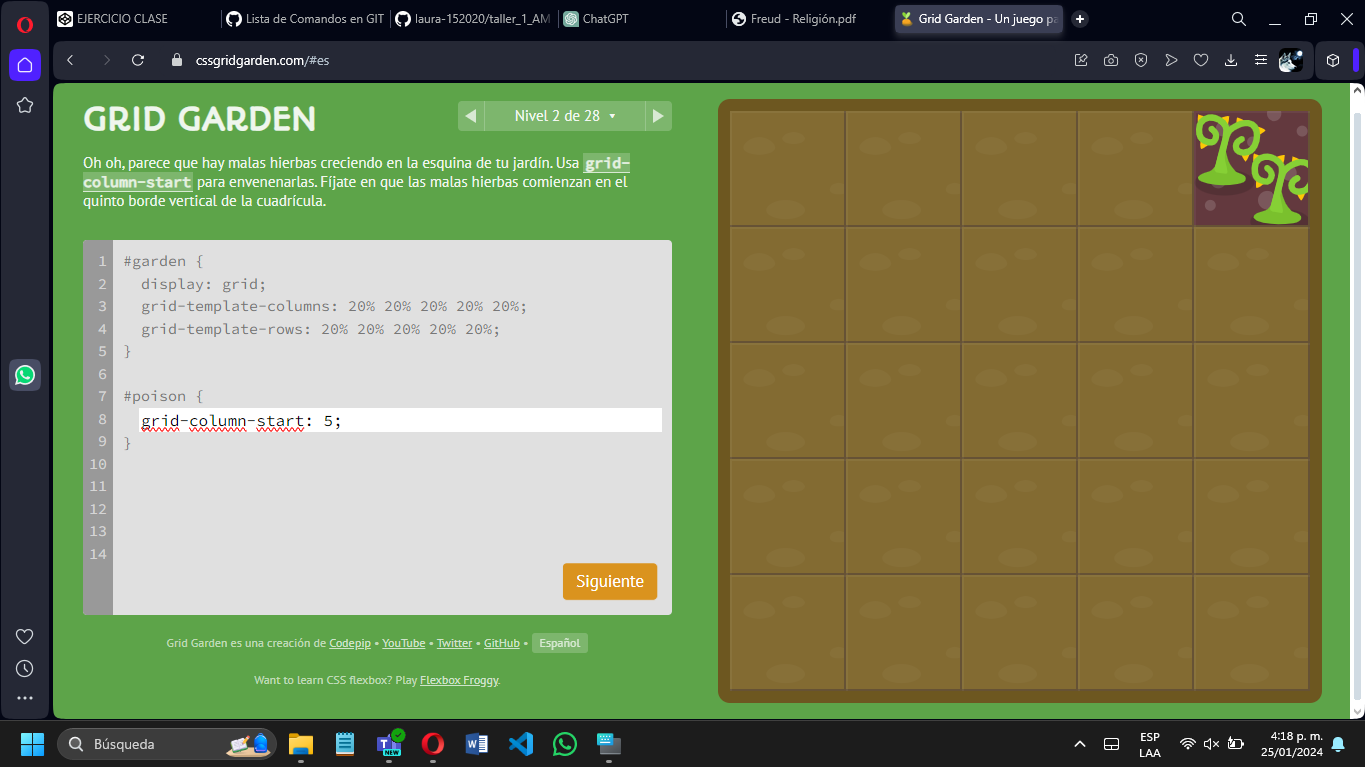 EJERCICIO CLASE
Lista de Comandos en GIT
laura-152020/taller_1_AM
ChatGPT
Freud - Religión.pdf
Grid Garden - Un juego pa
cssgridgarden.com/#es
GRID GARDEN
Nivel 2 de 28
Oh oh, parece que hay malas hierbas creciendo en la esquina de tu jardín. Usa grid-
column-start para envenenarlas. Fíjate en que las malas hierbas comienzan en el
quinto borde vertical de la cuadrícula.
1 #garden {
2 display: grid;
3 grid-template-columns: 20% 20% 20% 20% 20%;
4 grid-template-rows: 20% 20% 20% 20% 20%;
5 }
6
7 #poison {
8 grid-column-start: 5;
9 }
10
11
12
13
14
Siguiente
Grid Garden es una creación de Codepip • YouTube • Twitter • GitHub • Español
Want to learn CSS flexbox? Play Flexbox Froggy.
Búsqueda
NEW
ESP
LAA
4:18 p. m.
25/01/2024